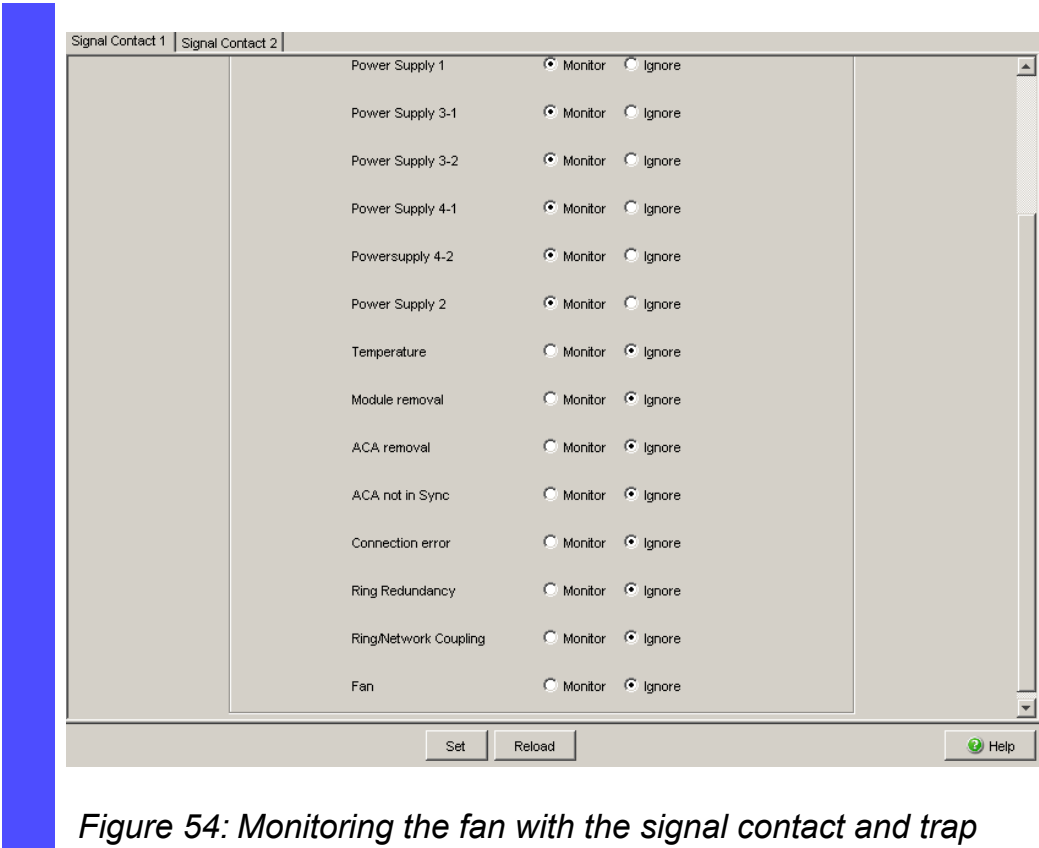 Signal Contact 1 Signal Contact 2
Power Supply 1 Monitor Ignore
Power Supply 3-1 Monitor Ignore
Power Supply 3-2 Monitor Ignore
Power Supply 4-1 Monitor Ignore
Powersupply 4-2 Monitor Ignore
Power Supply 2 Monitor Ignore
Temperature Monitor Ignore
Module removal Monitor Ignore
ACA removal Monitor Ignore
ACA not in Sync Monitor Ignore
Connection error Monitor Ignore
Ring Redundancy Monitor Ignore
Ring/Network Coupling Monitor Ignore
Fan Monitor Ignore
Set Reload Help
Figure 54: Monitoring the fan with the signal contact and trap